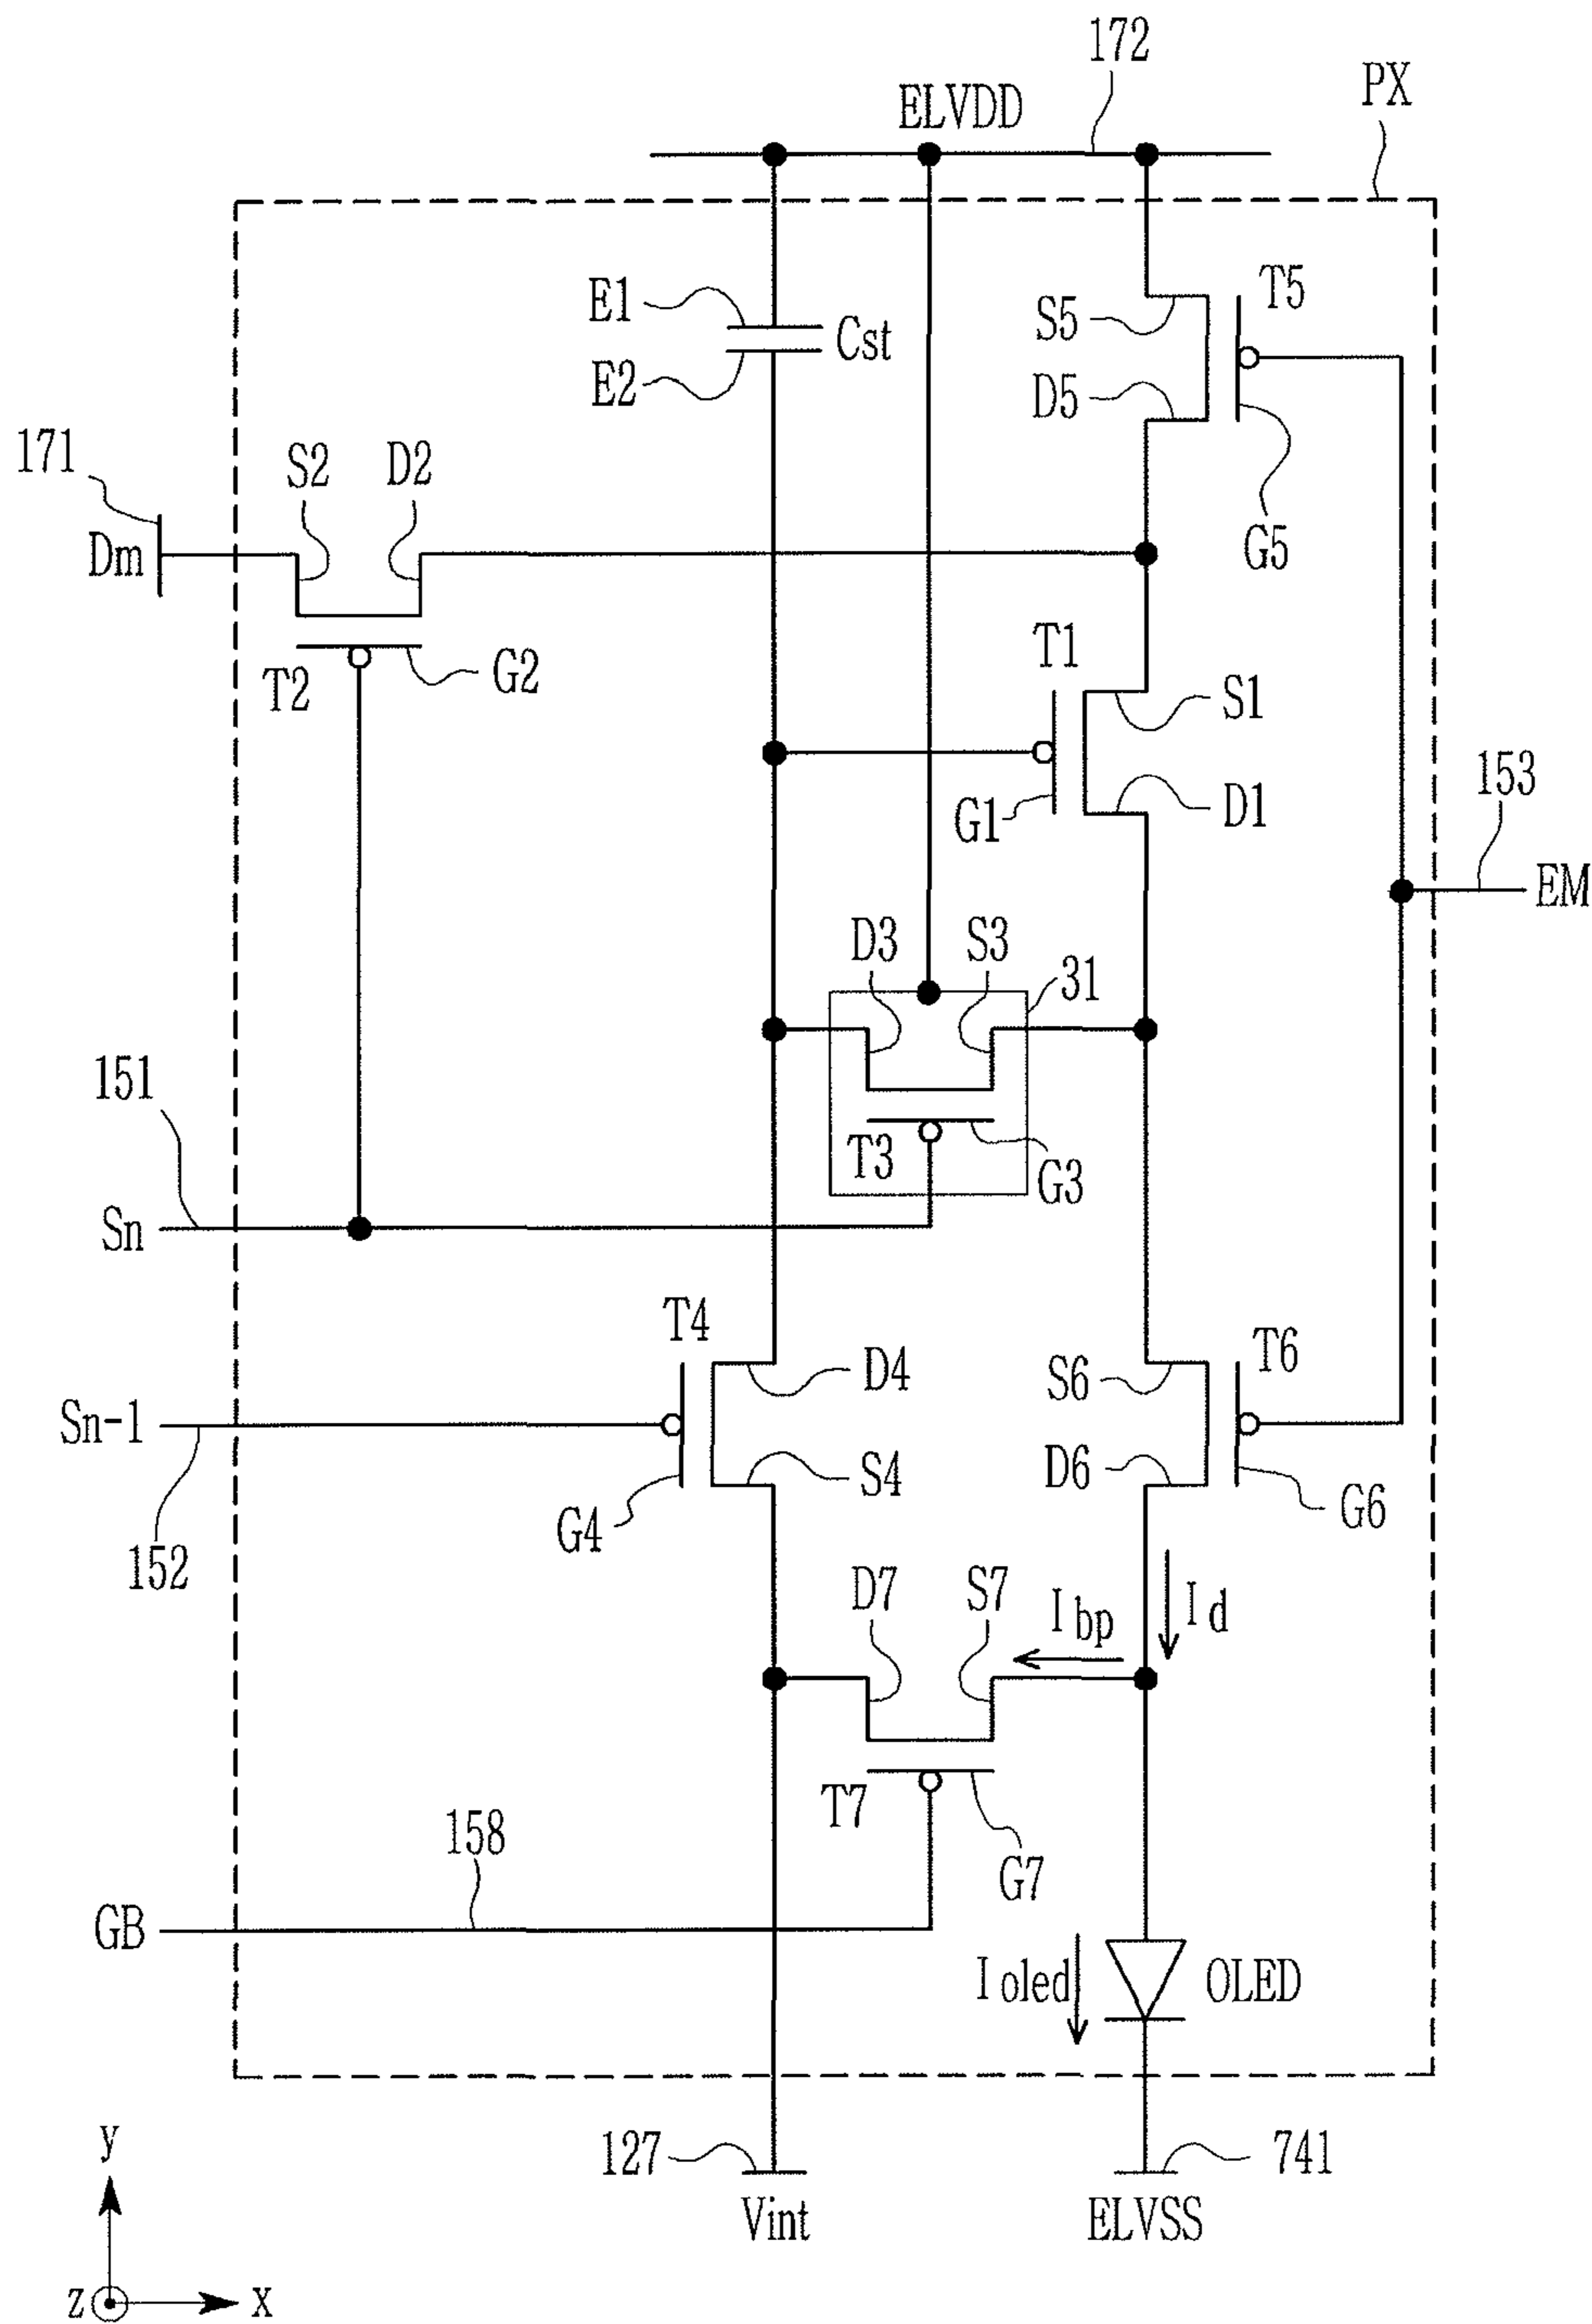 172
ELVDD
PX
E1
Cst
E2
S5
T5
D5
G5
171
S2
D2
Dm
T2
G2
T1
S1
G1
D1
153
EM
D3
S3
31
151
T3
G3
Sn
T4
D4
S6
T6
Sn-1
S4
D6
G4
G6
152
D7
S7
I bp
I d
T7
158
G7
GB
I oled
OLED
y
127
741
Vint
ELVSS
z
x